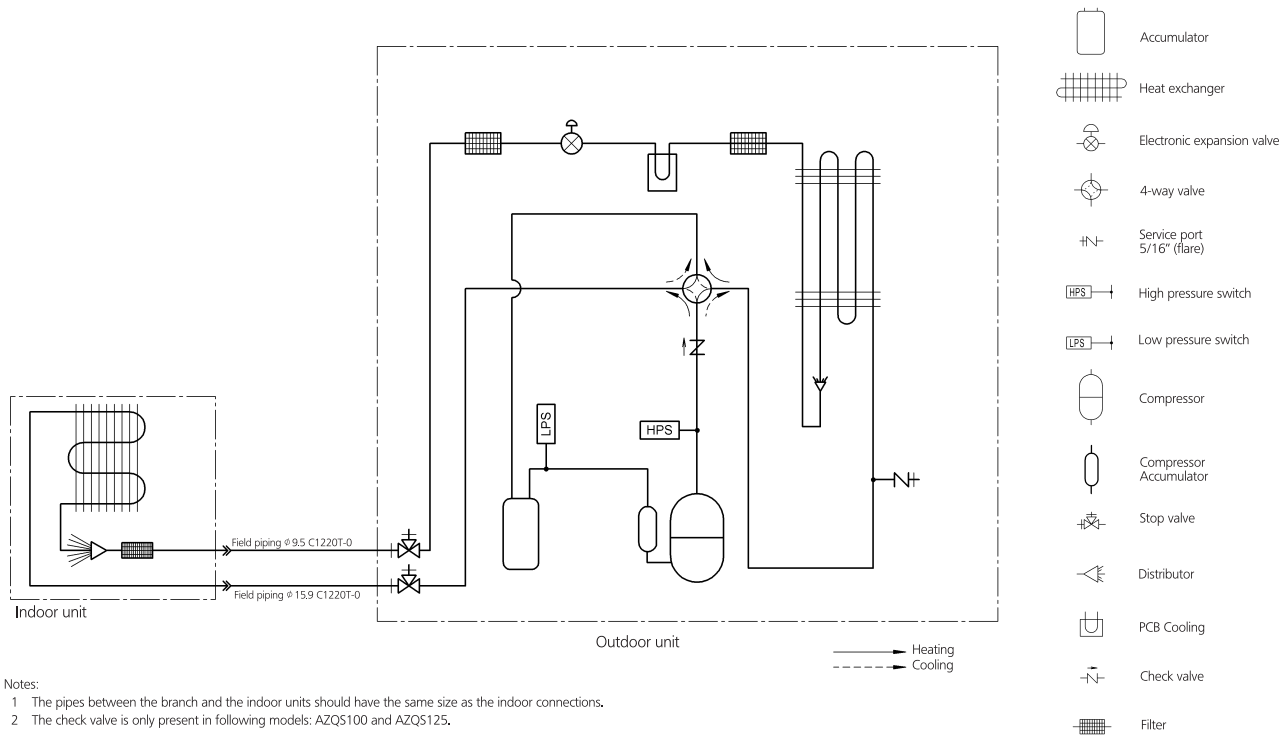 Accumulator
Heat exchanger
Electronic expansion valve
4-way valve
Service port
5/16" (flare)
HPS
High pressure switch
LPS
Low pressure switch
Compressor
Compressor
Accumulator
Stop valve
Distributor
PCB Cooling
Check valve
Filter
LPS
HPS
Field piping φ 9.5 C1220T-0
Field piping φ 15.9 C1220T-0
Indoor unit
Outdoor unit
Heating
Cooling
Notes:
1 The pipes between the branch and the indoor units should have the same size as the indoor connections.
2 The check valve is only present in following models: AZQS100 and AZQS125.